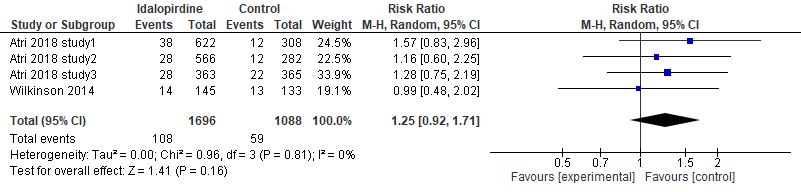 Idalopirdine Control Risk Ratio Risk Ratio
Study or Subgroup Events Total Events Total Weight M-H, Random, 95% CI M-H, Random, 95% CI
Atri 2018 study1 38 622 12 308 24.5% 1.57 [0.83, 2.96]
Atri 2018 study2 28 566 12 282 22.5% 1.16 [0.60, 2.25]
Atri 2018 study3 28 363 22 365 33.9% 1.28 [0.75, 2.19]
Wilkinson 2014 14 145 13 133 19.1% 0.99 [0.48, 2.02]
Total (95% CI) 1696 1088 100.0% 1.25 [0.92, 1.71]
Total events 108 59
Heterogeneity: Tau² = 0.00; Chi² = 0.96, df = 3 (P = 0.81); I² = 0%
Test for overall effect: Z = 1.41 (P = 0.16)
0.5 0.7 1 1.5 2
Favours [experimental] Favours [control]